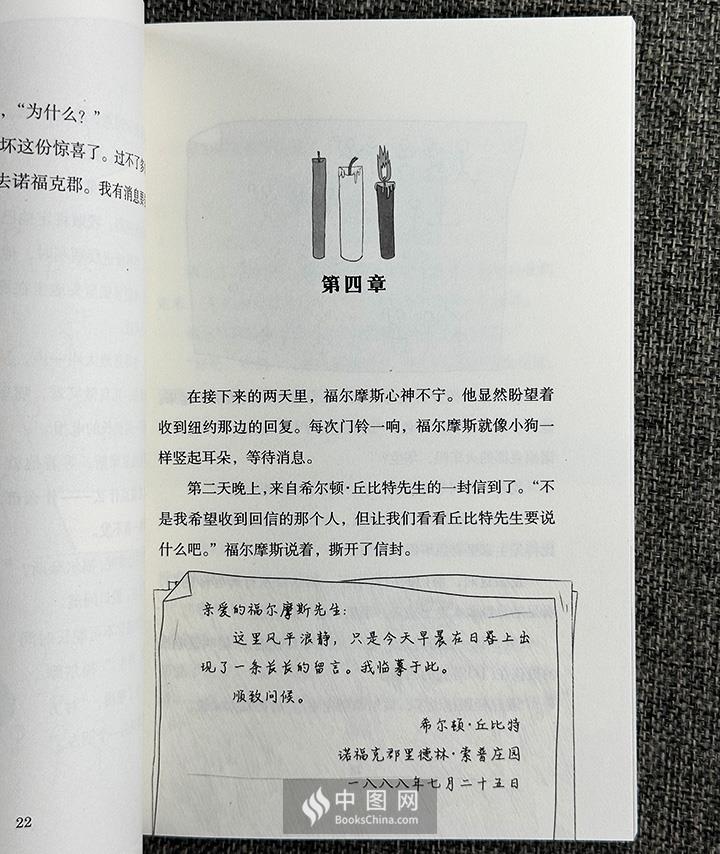 ，“为什么？”
坏这份惊喜了。过不了多
去诺福克郡。我有消息要
22
第四章
在接下来的两天里，福尔摩斯心神不宁。他显然盼望着
收到纽约那边的回复。每次门铃一响，福尔摩斯就像小狗一
样竖起耳朵，等待消息。
第二天晚上，来自希尔顿·丘比特先生的一封信到了。“不
是我希望收到回信的那个人，但让我们看看丘比特先生要说
什么吧。”福尔摩斯说着，撕开了信封。
亲爱的福尔摩斯先生：
这里风平浪静，只是今天早晨在日晷上出
现了一条长长的留言。我临摹于此。
顺致问候。
希尔顿·丘比特
诺福克郡里德林·索普庄园
一八八八年七月二十五日
中图网
BooksChina.com